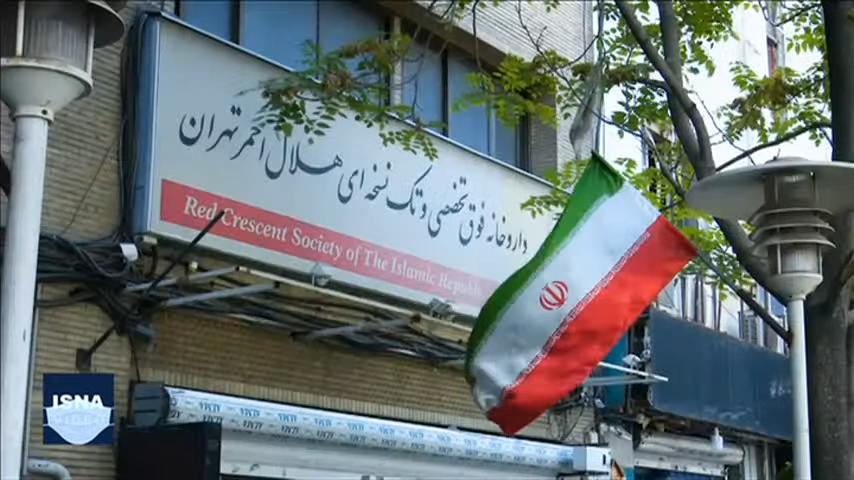 داروخانه فوق تخصصی و تک نسخه ای هلال احمر تهران
Red Crescent Society of The Islamic Republic
ISNA